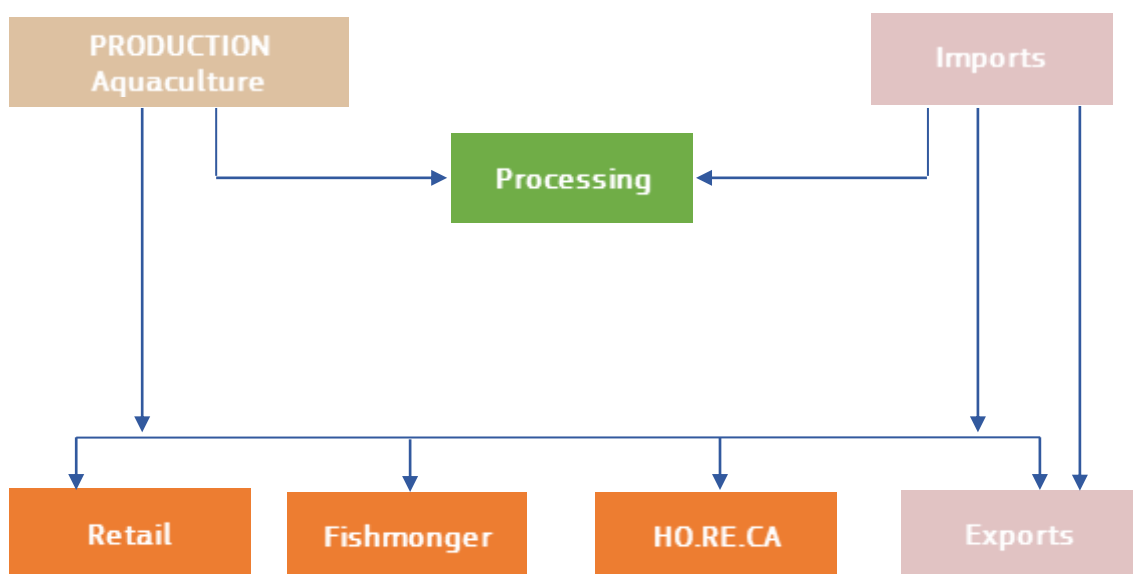 PRODUCTION
Aquaculture
Imports
Processing
Retail
Fishmonger
HO.RE.CA
Exports